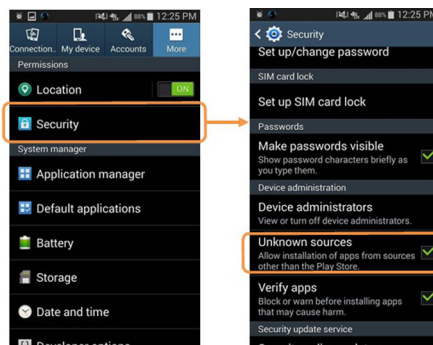 12:25 PM
Connection..
My device
Accounts
More
Permissions
Location
ON
Security
System manager
Application manager
Default applications
Battery
Storage
Date and time
Developer options
88% 12:25 PM
Security
Set up/change password
SIM card lock
Set up SIM card lock
Passwords
Make passwords visible
Show password characters briefly as
you type them.
Device administration
Device administrators
View or turn off device administrators.
Unknown sources
Allow installation of apps from sources
other than the Play Store.
Verify apps
Block or warn before installing apps
that may cause harm.
Security update service